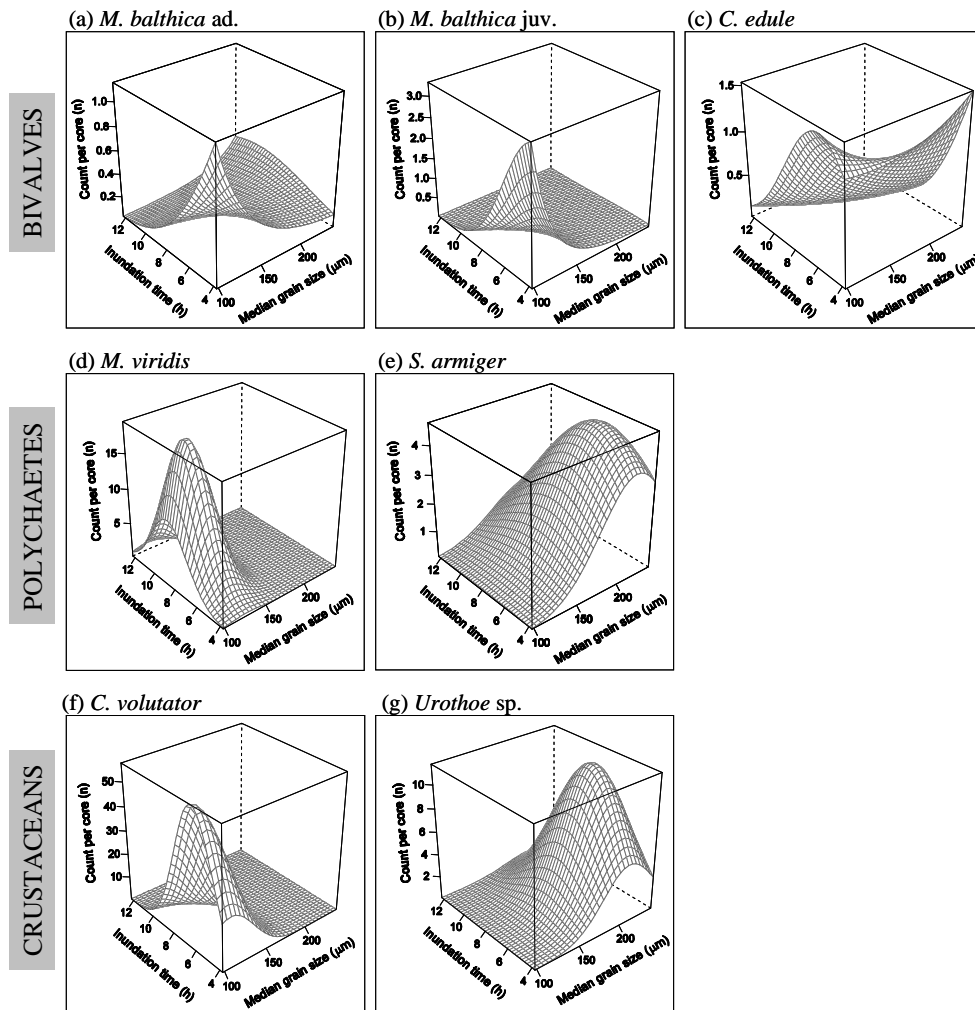 BIVALVES
(a) M. balthica ad.
Count per core (n)
0.2
0.4
0.6
0.8
1.0
12
10
8
6
4
Inundation time (h)
100
150
200
Median grain size (µm)
(b) M. balthica juv.
Count per core (n)
0.5
1.0
1.5
2.0
2.5
3.0
12
10
8
6
4
Inundation time (h)
100
150
200
Median grain size (µm)
(c) C. edule
Count per core (n)
0.5
1.0
1.5
12
10
8
6
4
Inundation time (h)
100
150
200
Median grain size (µm)
POLYCHAETES
(d) M. viridis
Count per core (n)
5
10
15
12
10
8
6
4
Inundation time (h)
100
150
200
Median grain size (µm)
(e) S. armiger
Count per core (n)
1
2
3
4
12
10
8
6
4
Inundation time (h)
100
150
200
Median grain size (µm)
CRUSTACEANS
(f) C. volutator
Count per core (n)
10
20
30
40
50
12
10
8
6
4
Inundation time (h)
100
150
200
Median grain size (µm)
(g) Urothoe sp.
Count per core (n)
2
4
6
8
10
12
10
8
6
4
Inundation time (h)
100
150
200
Median grain size (µm)